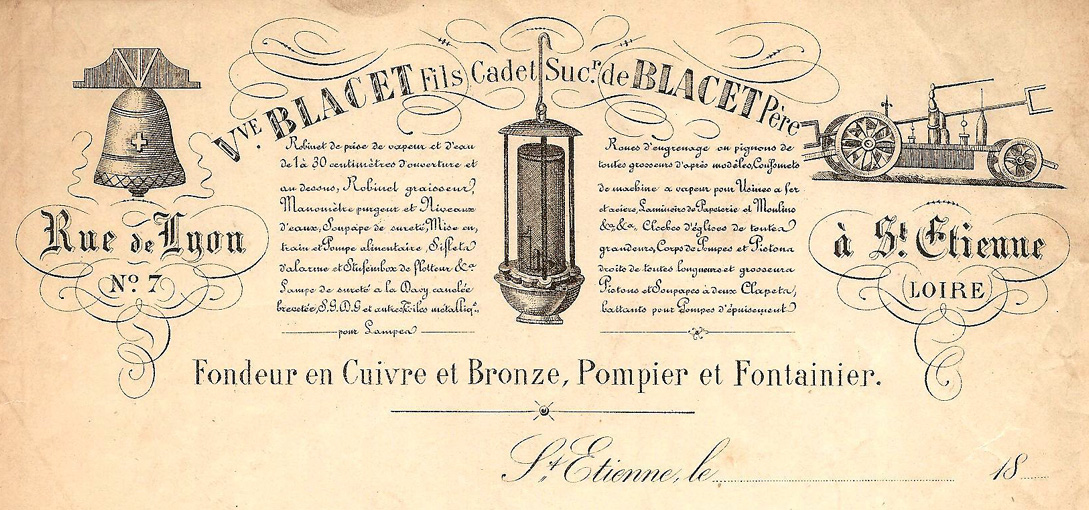 Vve. BLACET Fils Cadet Sucr. de BLACET Père
Rue de Lyon
No. 7
Robinet de prise de vapeur et d'eau
de 1 à 30 centimètres d'ouverture et
au dessus, Robinet graisseur,
Manomètre purgeur et Niveaux
d'eaux, Soupape de sureté, Mise en
train et Pompe alimentaire, Siflets
d'alarme et Stufenbox de flotteur &ca
Lampe de sureté a la Davy canelée
brevetée, S.G.D.G et autres Toiles métalliqs.
pour Lampes
Roues d'engrenage ou pignons de
toutes grosseurs d'après modèles, Coussinets
de machine a vapeur pour Usines a fer
et aciers, Laminoirs de Papeterie et Moulins
&a, &a, Cloches d'églises de toutes
grandeurs, Corps de Pompes et Pistons
droits de toutes longueurs et grosseurs
Pistons et Soupapes à deux Clapets,
battants pour Pompes d'épuisement
à St. Etienne
LOIRE
Fondeur en Cuivre et Bronze, Pompier et Fontainier.
St. Etienne, le 18